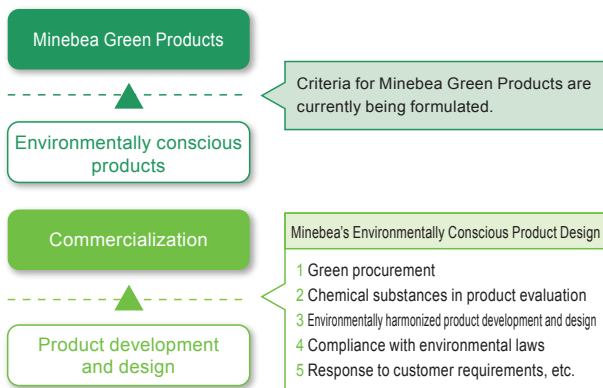 Minebea Green Products
Criteria for Minebea Green Products are
currently being formulated.
Environmentally conscious
products
Commercialization
Minebea's Environmentally Conscious Product Design
1 Green procurement
2 Chemical substances in product evaluation
3 Environmentally harmonized product development and design
4 Compliance with environmental laws
5 Response to customer requirements, etc.
Product development
and design